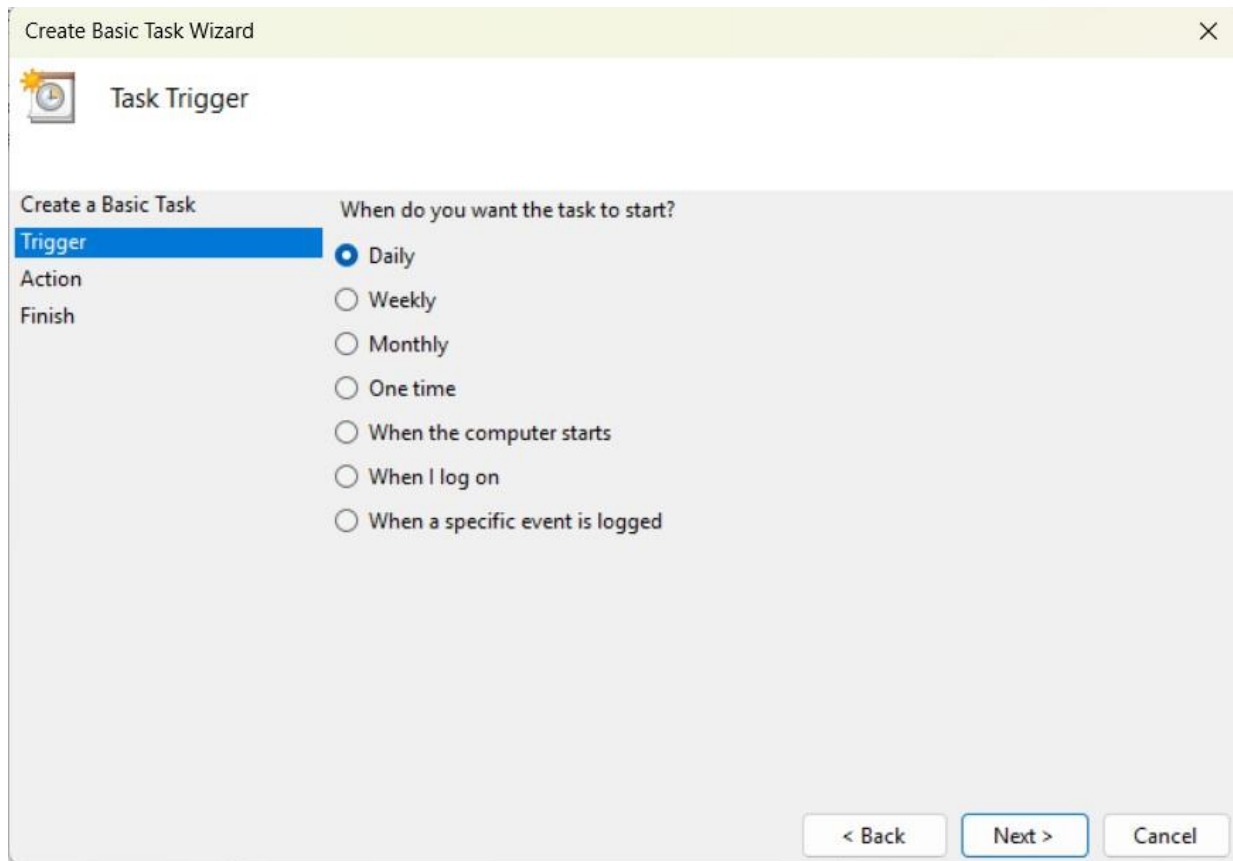 Create Basic Task Wizard
Task Trigger
Create a Basic Task
Trigger
Action
Finish
When do you want the task to start?
Daily
Weekly
Monthly
One time
When the computer starts
When I log on
When a specific event is logged
< Back Next > Cancel